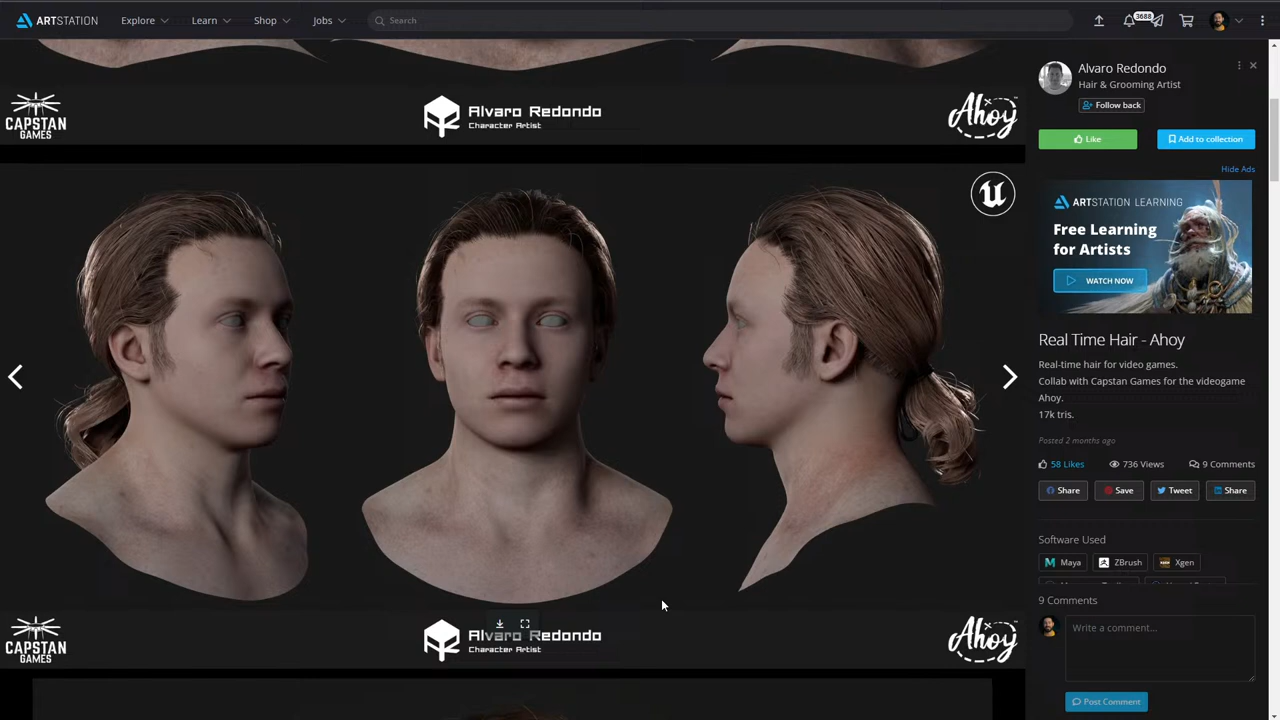 ARTSTATION
Explore
Learn
Shop
Jobs
Search
3688
CAPSTAN
GAMES
Alvaro Redondo
Character Artist
Ahoy
Alvaro Redondo
Hair & Grooming Artist
Follow back
Like
Add to collection
Hide Ads
ARTSTATION LEARNING
Free Learning
for Artists
WATCH NOW
Real Time Hair - Ahoy
Real-time hair for video games.
Collab with Capstan Games for the videogame
Ahoy.
17k tris.
Posted 2 months ago
58 Likes
736 Views
9 Comments
Share
Save
Tweet
Share
Software Used
Maya
ZBrush
Xgen
9 Comments
Write a comment...
Post Comment
CAPSTAN
GAMES
Alvaro Redondo
Character Artist
Ahoy